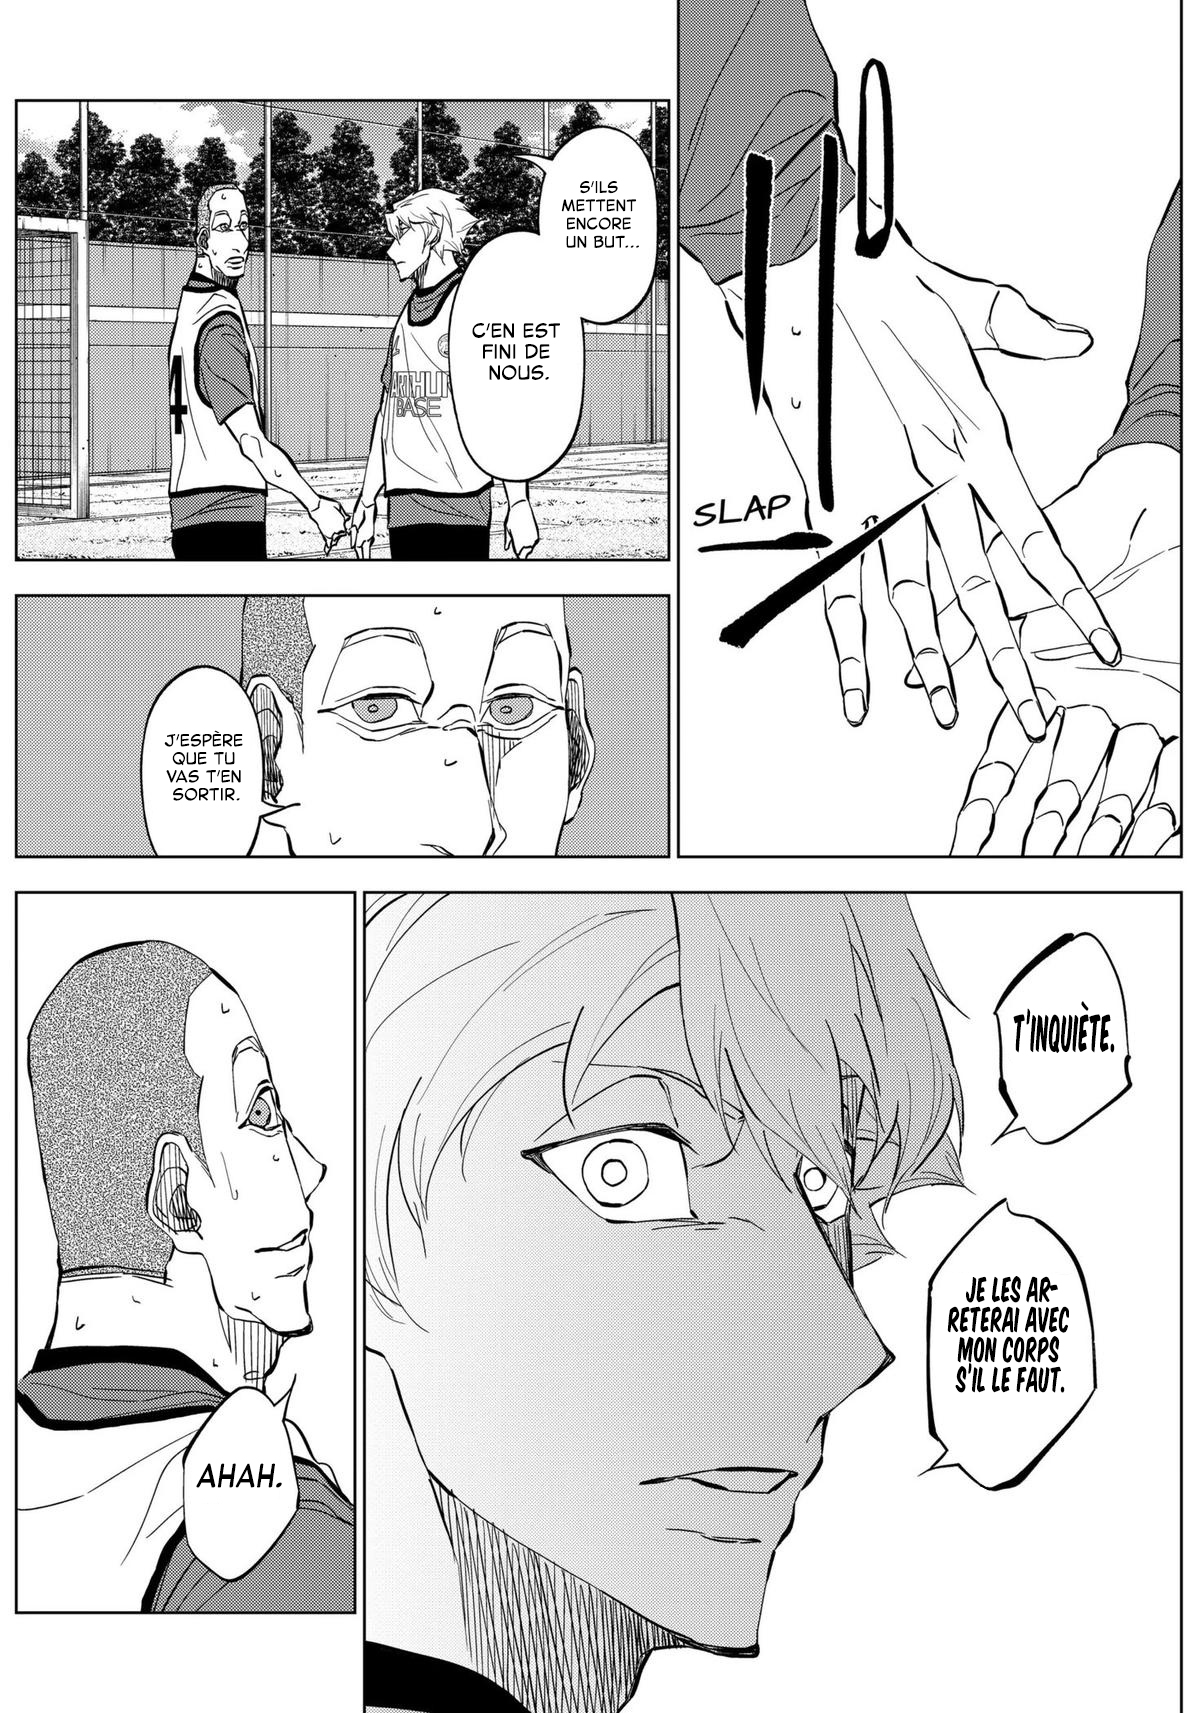 SLAP
S'ILS
METTENT
ENCORE
UN BUT...
C'EN EST
FINI DE
NOUS.
4
ARTHUR
BASE
J'ESPÈRE
QUE TU
VAS T'EN
SORTIR.
T'INQUIÈTE.
JE LES AR-
RETERAI AVEC
MON CORPS
S'IL LE FAUT.
AHAH.